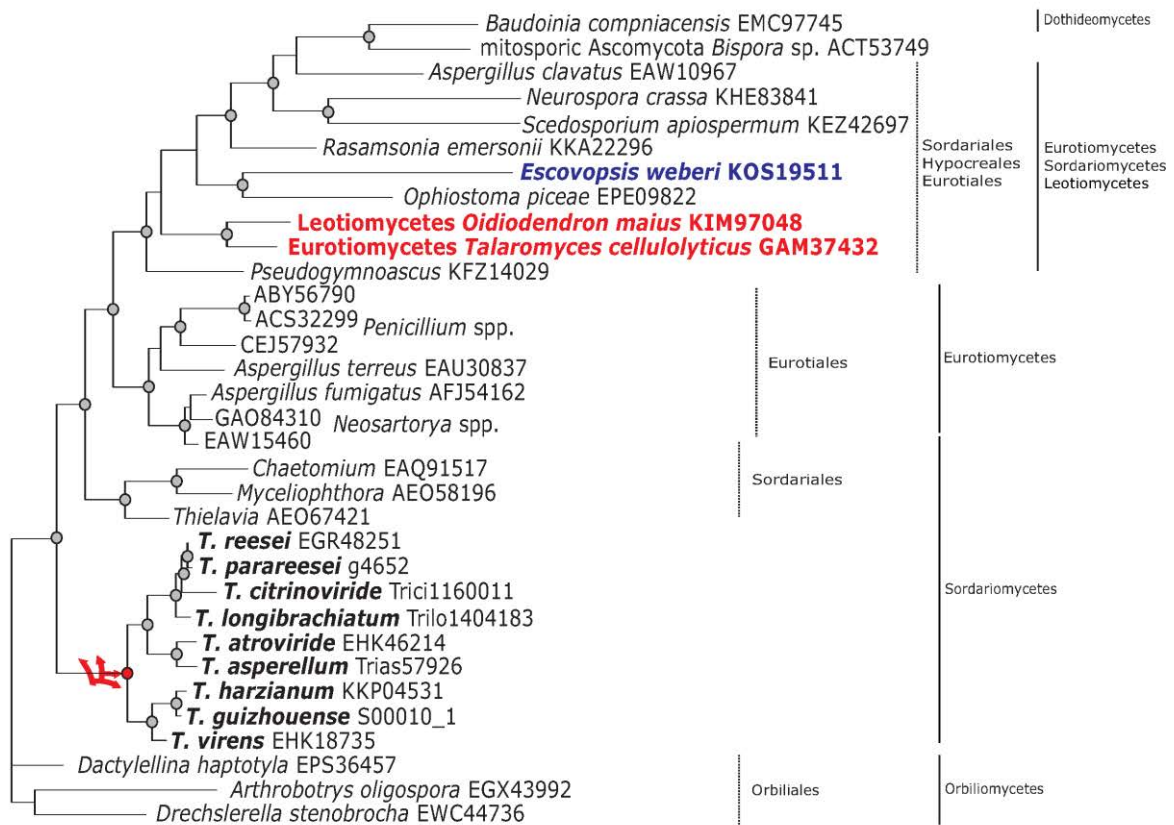 Baudoinia compniacensis EMC97745
Dothideomycetes
mitosporic Ascomycota Bispora sp. ACT53749
Aspergillus clavatus EAW10967
Neurospora crassa KHE83841
Scedosporium apiospermum KEZ42697
Rasamsonia emersonii KKA22296
Escovopsis weberi KOS19511
Ophiostoma piceae EPE09822
Leotiomycetes Oidiodendron maius KIM97048
Eurotiomycetes Talaromyces cellulolyticus GAM37432
Pseudogymnoascus KFZ14029
Sordariales
Hypocreales
Eurotiales
Eurotiomycetes
Sordariomycetes
Leotiomycetes
ABY56790
ACS32299
Penicillium spp.
CEJ57932
Aspergillus terreus EAU30837
Aspergillus fumigatus AFJ54162
GAO84310
Neosartorya spp.
EAW15460
Eurotiales
Eurotiomycetes
Chaetomium EAQ91517
Myceliophthora AEO58196
Thielavia AEO67421
Sordariales
T. reesei EGR48251
T. parareesei g4652
T. citrinoviride Trici1160011
T. longibrachiatum Trilo1404183
T. atroviride EHK46214
T. asperellum Trias57926
T. harzianum KKP04531
T. guizhouense S00010_1
T. virens EHK18735
Sordariomycetes
Dactylellina haptotyla EPS36457
Arthrobotrys oligospora EGX43992
Drechslerella stenobrocha EWC44736
Orbiliales
Orbiliomycetes